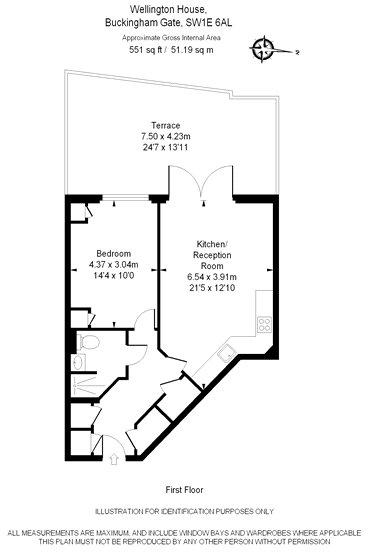 Wellington House,
Buckingham Gate, SW1E 6AL
Approximate Gross Internal Area
551 sq ft / 51.19 sq m
Terrace
7.50 x 4.23m
24'7 x 13'11
Bedroom
4.37 x 3.04m
14'4 x 10'0
Kitchen/
Reception
Room
6.54 x 3.91m
21'5 x 12'10
First Floor
ILLUSTRATION FOR IDENTIFICATION PURPOSES ONLY
ALL MEASUREMENTS ARE MAXIMUM, AND INCLUDE WINDOW BAYS AND WARDROBES WHERE APPLICABLE
THIS PLAN MUST NOT BE REPRODUCED BY ANY OTHER PERSON WITHOUT PERMISSION